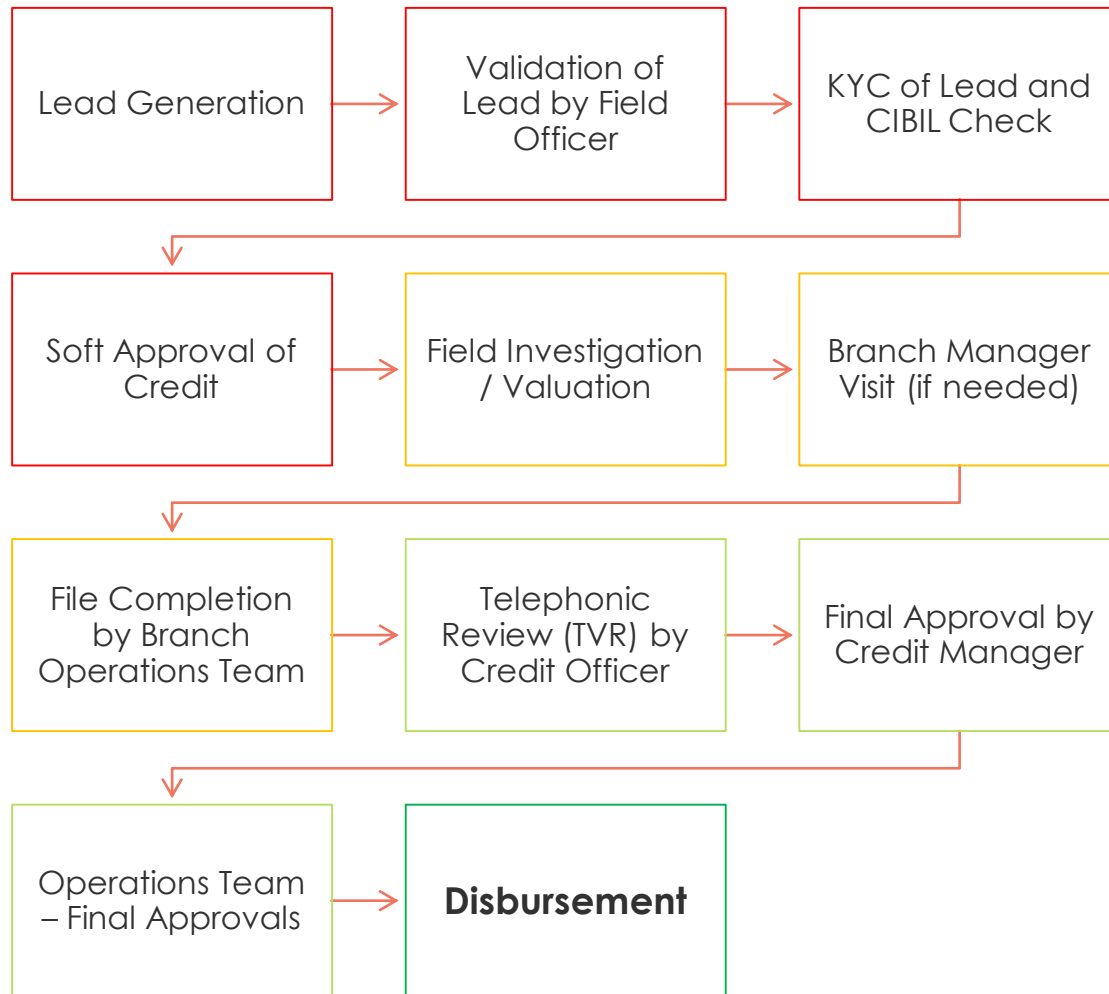 Lead Generation
Validation of
Lead by Field
Officer
KYC of Lead and
CIBIL Check
Soft Approval of
Credit
Field Investigation
/ Valuation
Branch Manager
Visit (if needed)
File Completion
by Branch
Operations Team
Telephonic
Review (TVR) by
Credit Officer
Final Approval by
Credit Manager
Operations Team
– Final Approvals
Disbursement